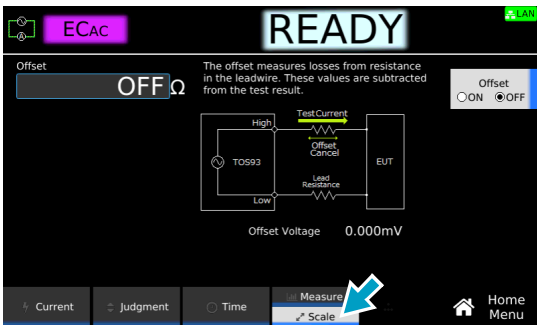 ECAC
READY
LAN
Offset
OFF Ω
The offset measures losses from resistance
in the leadwire. These values are subtracted
from the test result.
Offset
ON OFF
TestCurrent
High
Offset
Cancel
TOS93
EUT
Lead
Resistance
Low
Offset Voltage 0.000mV
Current
Judgment
Time
Measure
Scale
Home
Menu